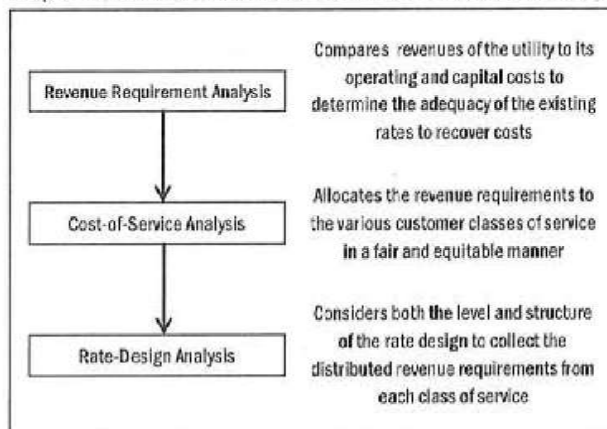 Revenue Requirement Analysis
Compares revenues of the utility to its
operating and capital costs to
determine the adequacy of the existing
rates to recover costs
Cost-of-Service Analysis
Allocates the revenue requirements to
the various customer classes of service
in a fair and equitable manner
Rate-Design Analysis
Considers both the level and structure
of the rate design to collect the
distributed revenue requirements from
each class of service